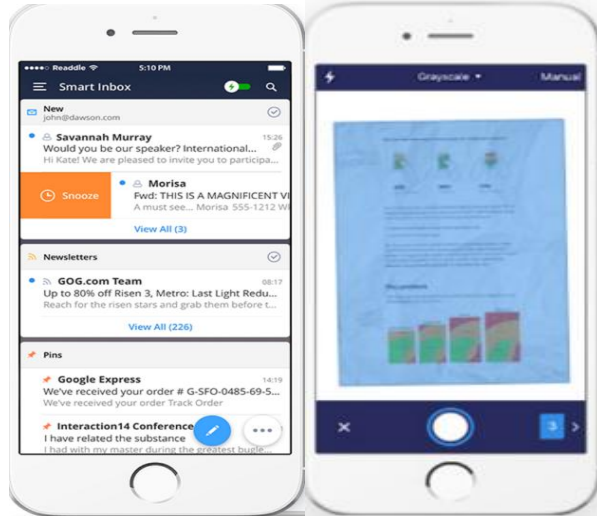 Readdle 5:10 PM
Smart Inbox
New
john@dawson.com
Savannah Murray 15:26
Would you be our speaker? International...
Hi Kate! We are pleased to invite you to participa...
Snooze
Morisa
Fwd: THIS IS A MAGNIFICENT VI
A must see... Morisa 555-1212 WI
View All (3)
Newsletters
GOG.com Team 08:17
Up to 80% off Risen 3, Metro: Last Light Redu...
Reach for the risen stars and grab them before t...
View All (226)
Pins
Google Express 14:19
We've received your order # G-SFO-0485-69-5...
We've received your order Track Order
Interaction14 Conference
I have related the substance
I had with my master during the greatest bugle...
Grayscale Manual
3